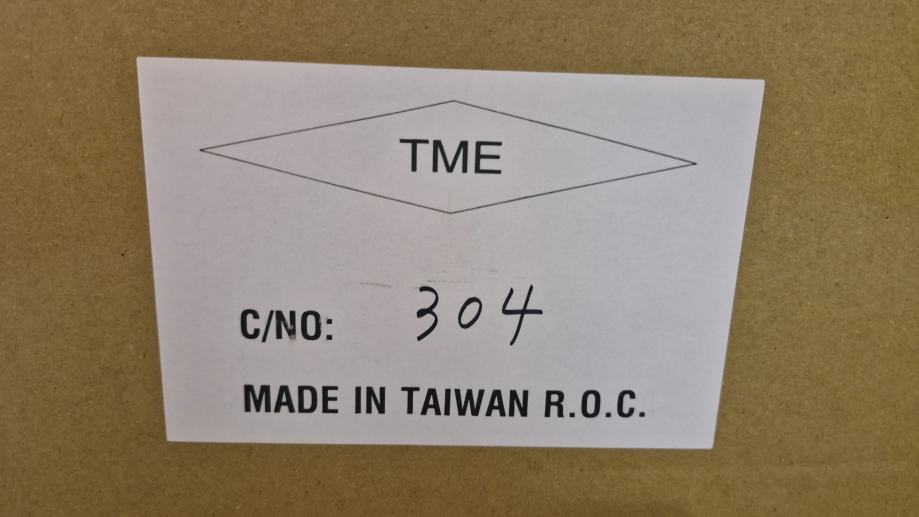 TME
C/NO: 304
MADE IN TAIWAN R.O.C.